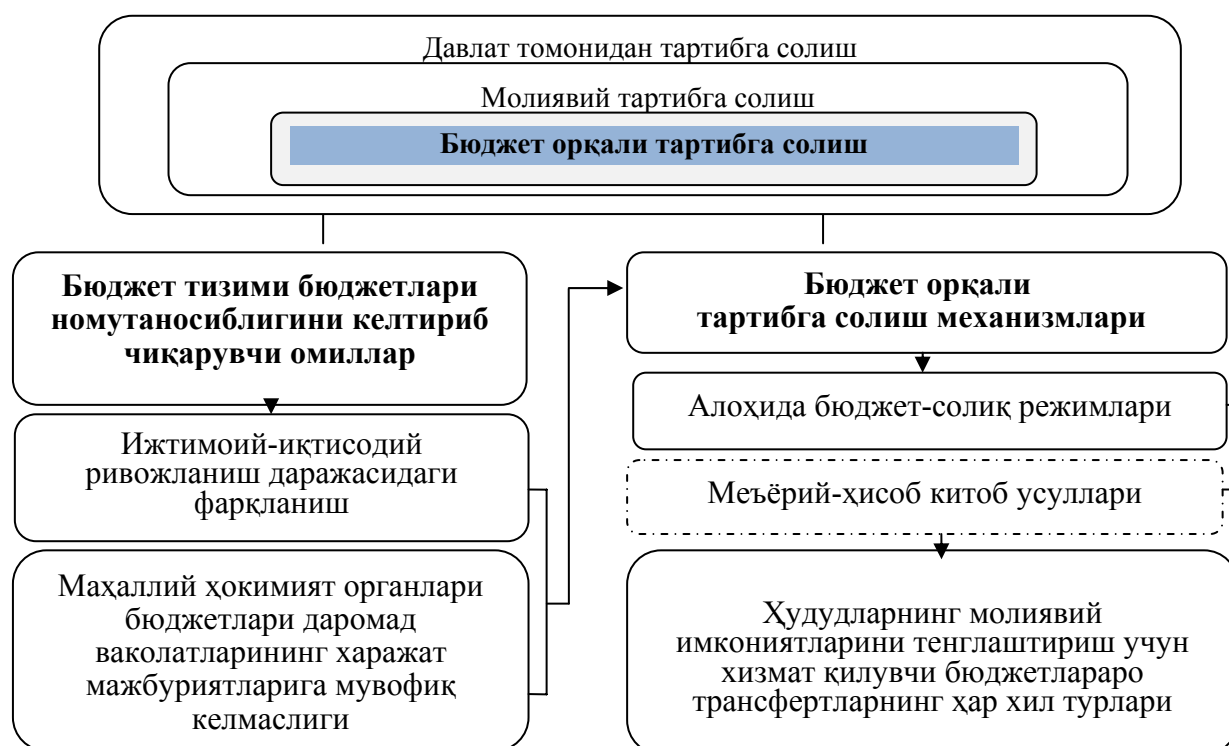 Давлат томонидан тартибга солиш
Молиявий тартибга солиш
Бюджет орқали тартибга солиш
Бюджет тизими бюджетлари
номутаносиблигини келтириб
чиқарувчи омиллар
Ижтимоий-иқтисодий
ривожланиш даражасидаги
фарқланиш
Маҳаллий ҳокимият органлари
бюджетлари даромад
ваколатларининг харажат
мажбуриятларига мувофиқ
келмаслиги
Бюджет орқали
тартибга солиш механизмлари
Алоҳида бюджет-солиқ режимлари
Меъёрий-ҳисоб китоб усуллари
Ҳудудларнинг молиявий
имкониятларини тенглаштириш учун
хизмат қилувчи бюджетлараро
трансфертларнинг ҳар хил турлари